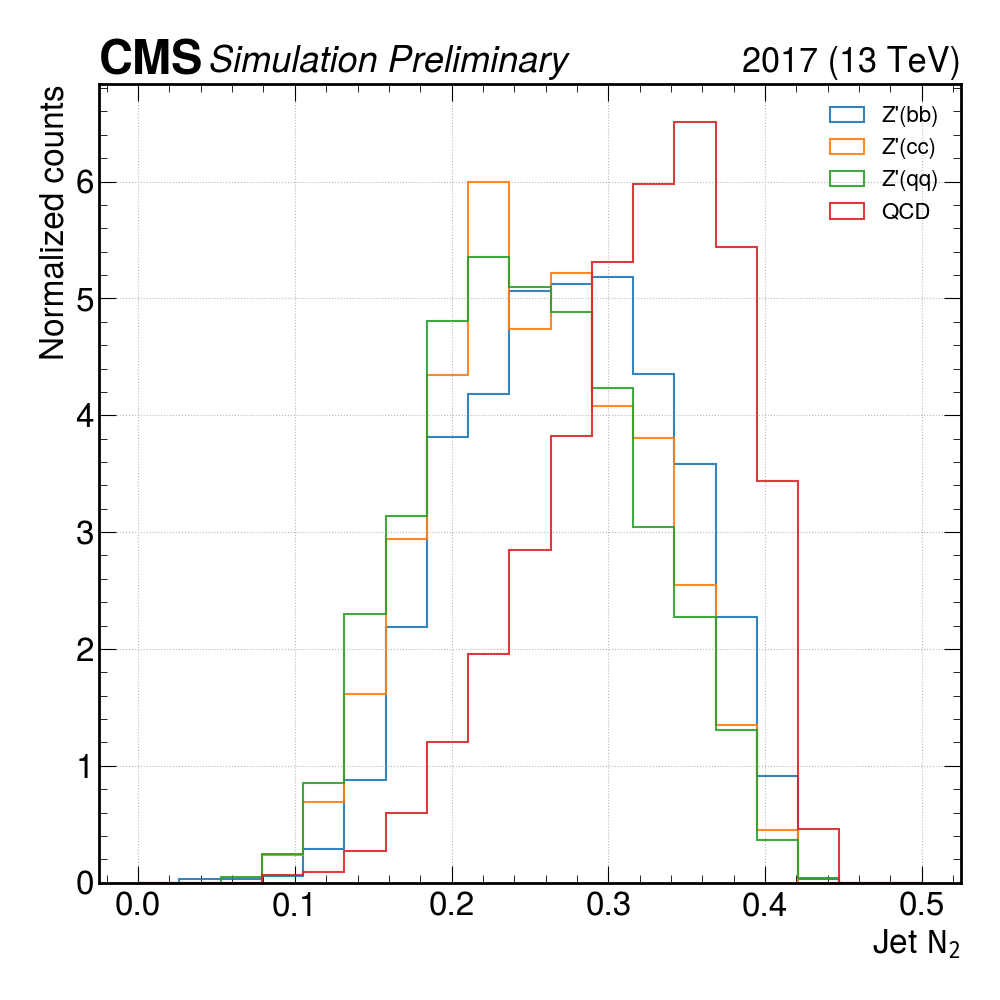 CMS Simulation Preliminary 2017 (13 TeV)
Normalized counts
6
5
4
3
2
1
0
Z'(bb)
Z'(cc)
Z'(qq)
QCD
0.0 0.1 0.2 0.3 0.4 0.5
Jet N₂